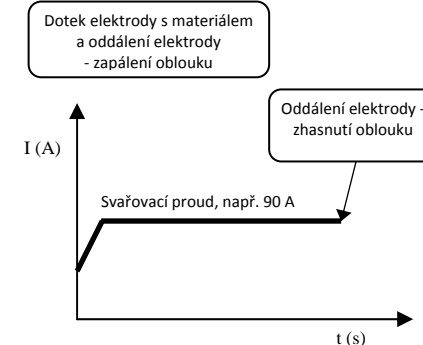 Dotek elektrody s materiálem
a oddálení elektrody
- zapálení oblouku
Oddálení elektrody -
zhasnutí oblouku
I (A)
Svařovací proud, např. 90 A
t (s)